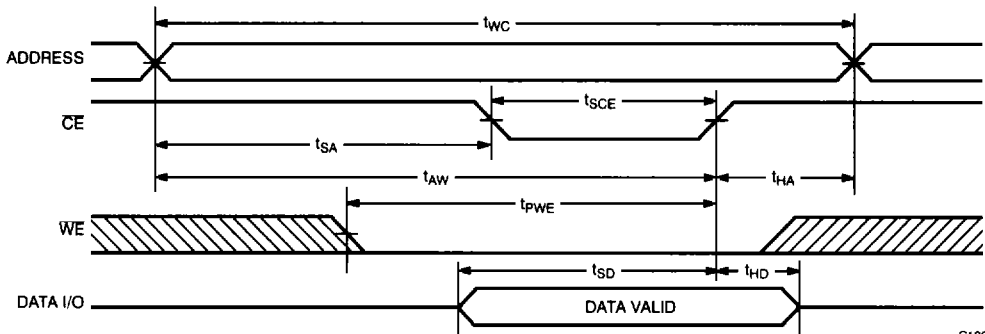 tWC
ADDRESS
tSCE
CE
tSA
tAW
tHA
tPWE
WE
tSD
tHD
DATA I/O
DATA VALID